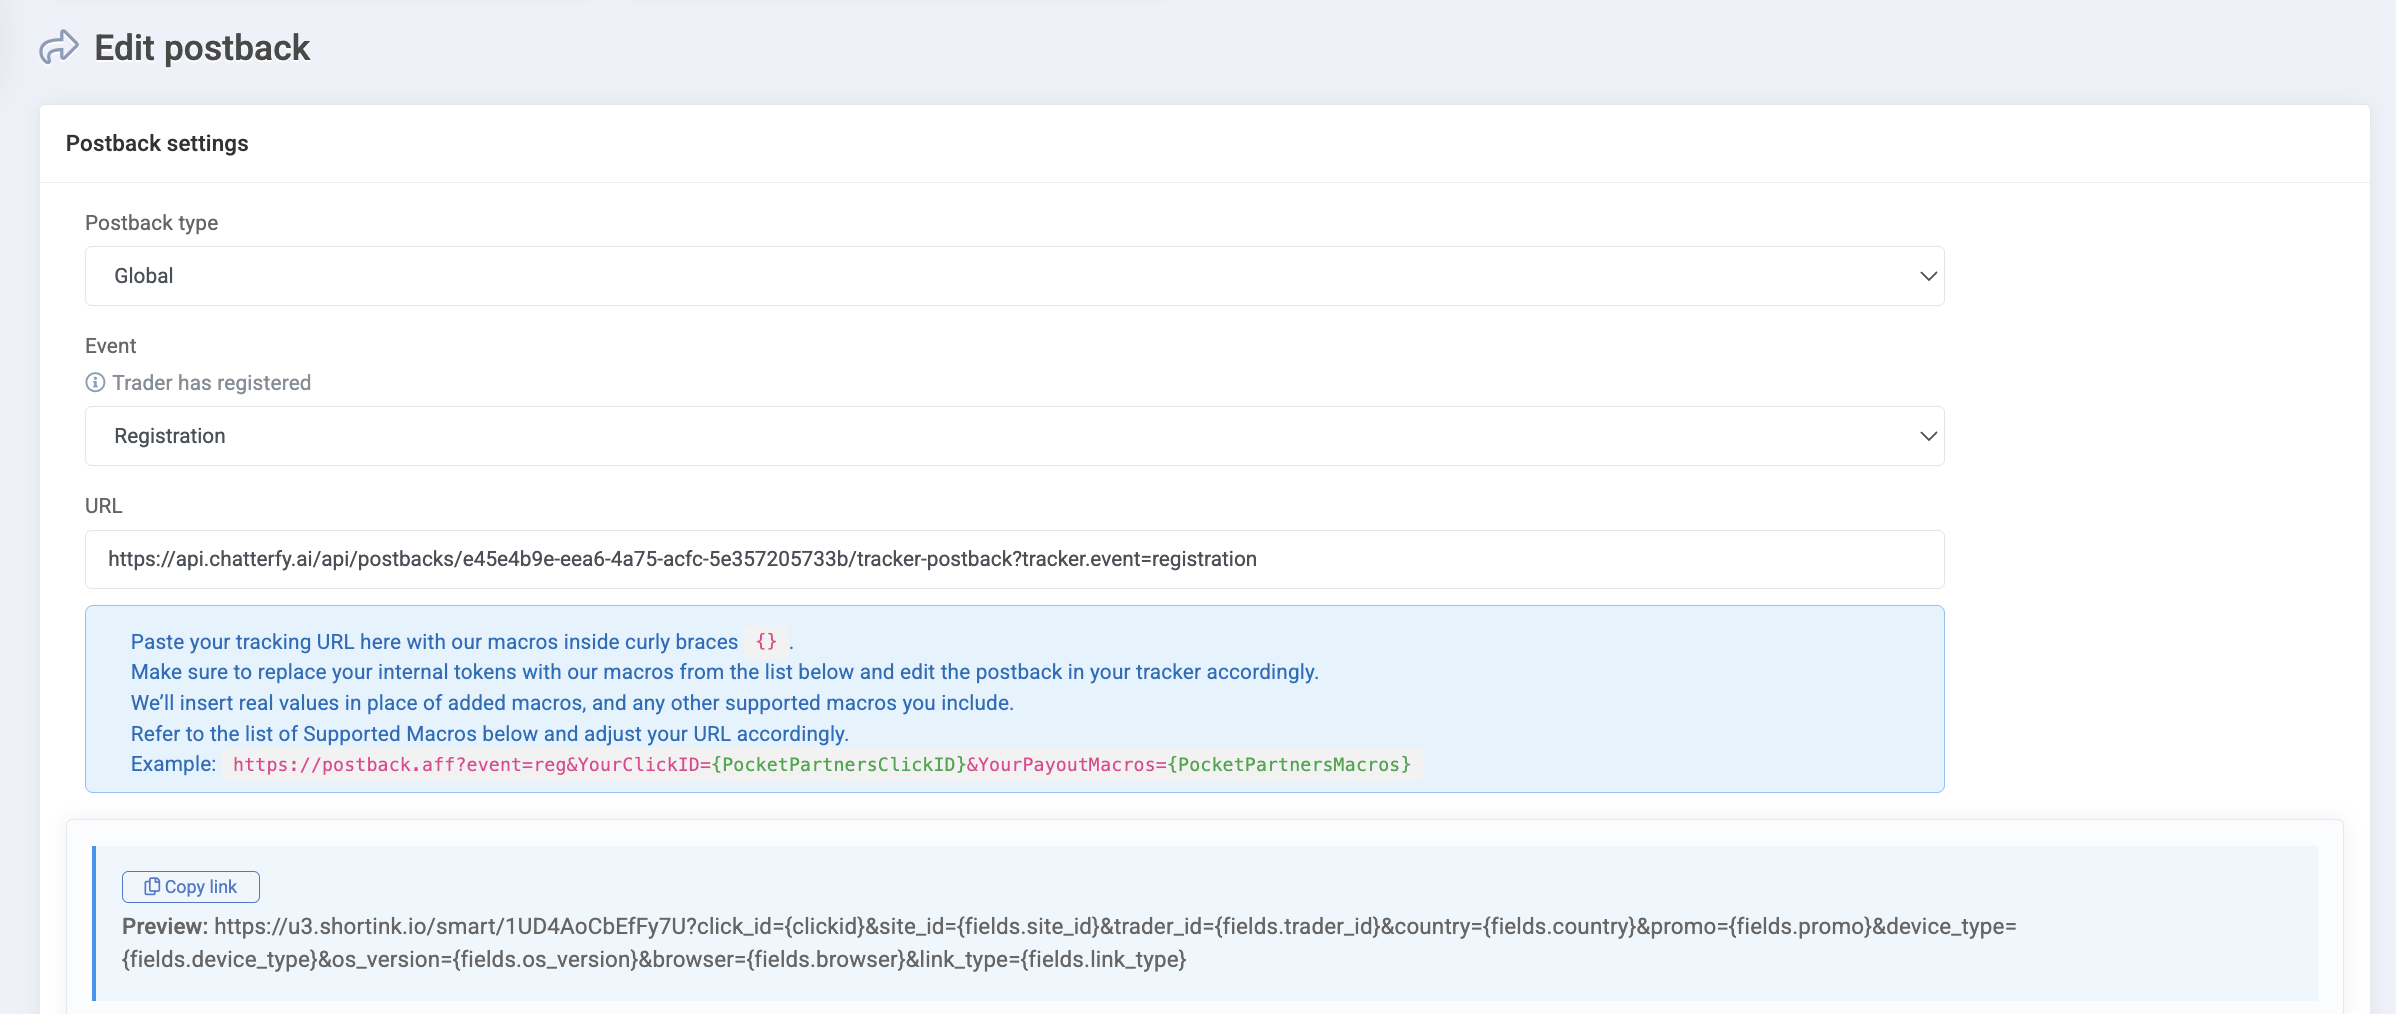 Edit postback
Postback settings
Postback type
Global
Event
Trader has registered
Registration
URL
https://api.chatterfy.ai/api/postbacks/e45e4b9e-eea6-4a75-acfc-5e357205733b/tracker-postback?tracker.event=registration
Paste your tracking URL here with our macros inside curly braces {} .
Make sure to replace your internal tokens with our macros from the list below and edit the postback in your tracker accordingly.
We’ll insert real values in place of added macros, and any other supported macros you include.
Refer to the list of Supported Macros below and adjust your URL accordingly.
Example: https://postback.aff?event=reg&YourClickID={PocketPartnersClickID}&YourPayoutMacros={PocketPartnersMacros}
Copy link
Preview: https://u3.shortink.io/smart/1UD4AoCbEfFy7U?click_id={clickid}&site_id={fields.site_id}&trader_id={fields.trader_id}&country={fields.country}&promo={fields.promo}&device_type=
{fields.device_type}&os_version={fields.os_version}&browser={fields.browser}&link_type={fields.link_type}